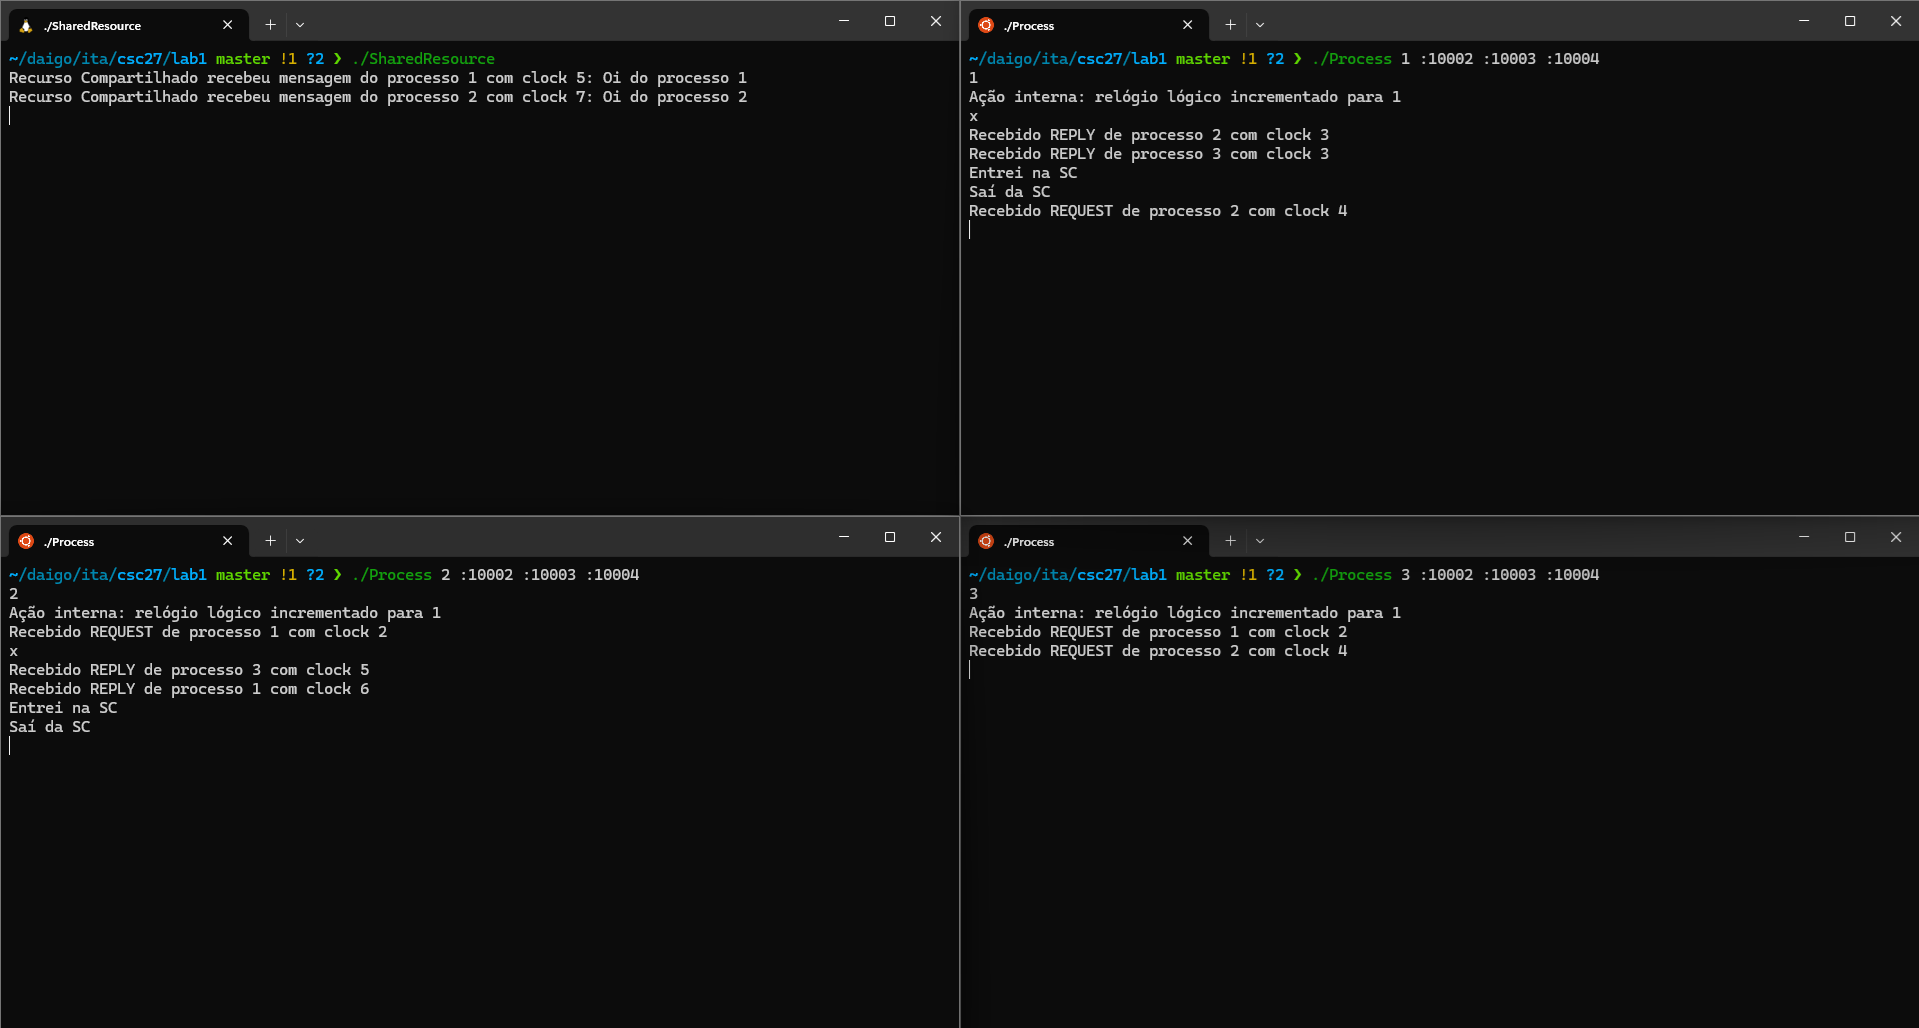 ./SharedResource
~/daigo/ita/csc27/lab1 master !1 ?2 ❯ ./SharedResource
Recurso Compartilhado recebeu mensagem do processo 1 com clock 5: Oi do processo 1
Recurso Compartilhado recebeu mensagem do processo 2 com clock 7: Oi do processo 2
./Process
~/daigo/ita/csc27/lab1 master !1 ?2 ❯ ./Process 1 :10002 :10003 :10004
1
Ação interna: relógio lógico incrementado para 1
x
Recebido REPLY de processo 2 com clock 3
Recebido REPLY de processo 3 com clock 3
Entrei na SC
Saí da SC
Recebido REQUEST de processo 2 com clock 4
./Process
~/daigo/ita/csc27/lab1 master !1 ?2 ❯ ./Process 2 :10002 :10003 :10004
2
Ação interna: relógio lógico incrementado para 1
Recebido REQUEST de processo 1 com clock 2
x
Recebido REPLY de processo 3 com clock 5
Recebido REPLY de processo 1 com clock 6
Entrei na SC
Saí da SC
./Process
~/daigo/ita/csc27/lab1 master !1 ?2 ❯ ./Process 3 :10002 :10003 :10004
3
Ação interna: relógio lógico incrementado para 1
Recebido REQUEST de processo 1 com clock 2
Recebido REQUEST de processo 2 com clock 4